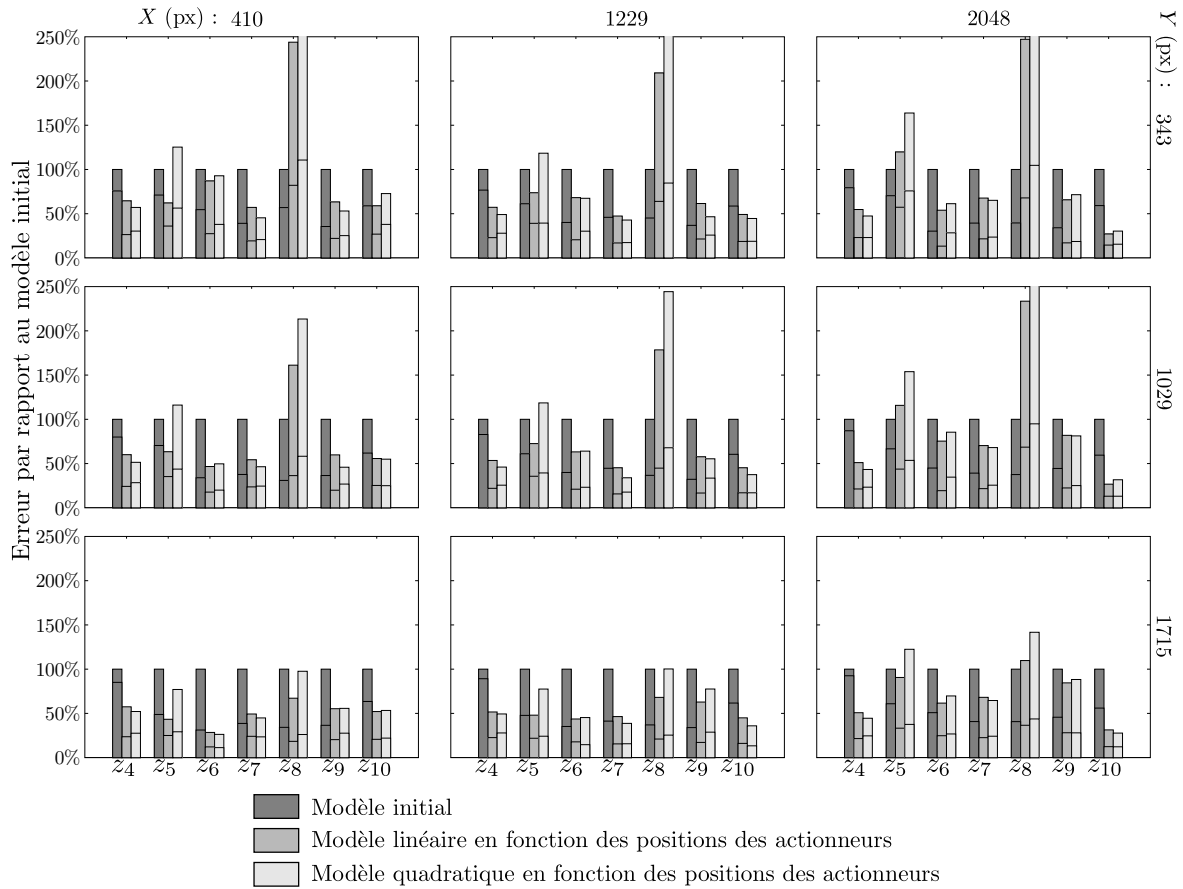 X (px) : 410 1229 2048
Y (px) : 343 1029 1715
Erreur par rapport au modèle initial
250%
200%
150%
100%
50%
0%
250%
200%
150%
100%
50%
0%
250%
200%
150%
100%
50%
0%
z4 z5 z6 z7 z8 z9 z10 z4 z5 z6 z7 z8 z9 z10 z4 z5 z6 z7 z8 z9 z10
Modèle initial
Modèle linéaire en fonction des positions des actionneurs
Modèle quadratique en fonction des positions des actionneurs